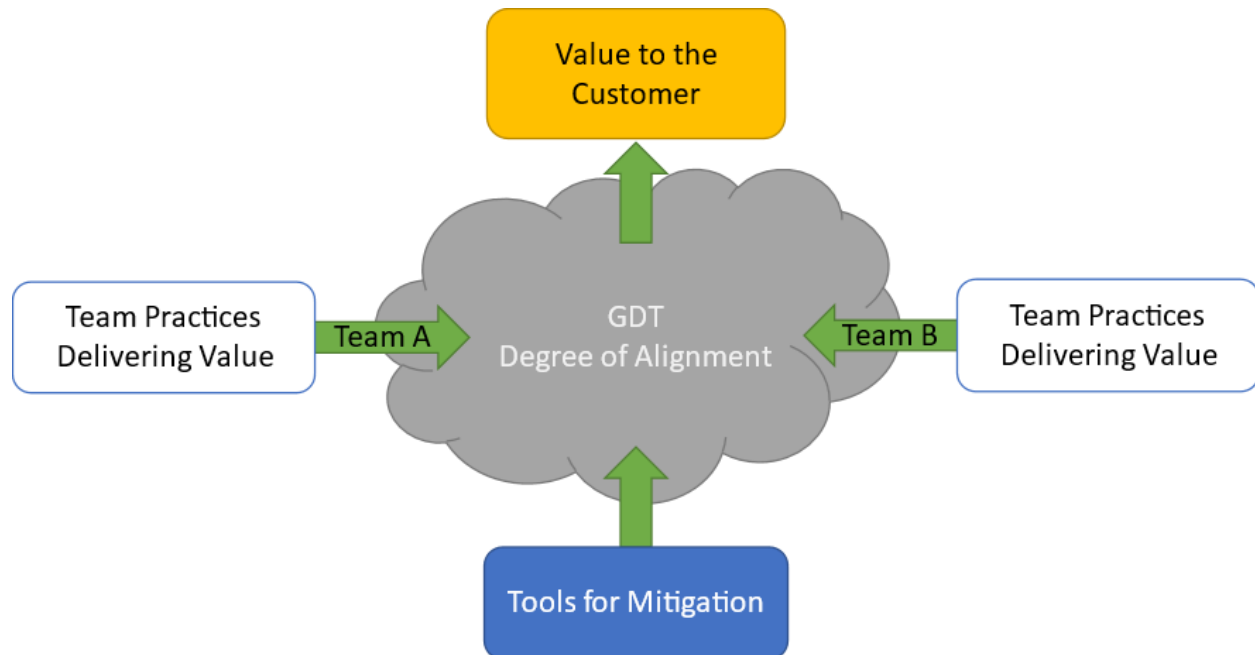 Value to the
Customer
Team Practices
Delivering Value
Team A
GDT
Degree of Alignment
Team B
Team Practices
Delivering Value
Tools for Mitigation